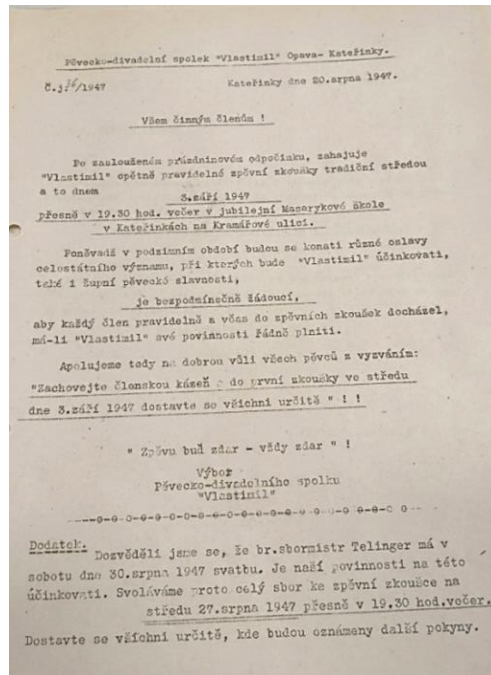 Pěvecko-divadelní spolek "Vlastimil" Opava- Kateřinky.
Č.j.36/1947
Kateřinky dne 20.srpna 1947.
Všem činným členům !
Po zaslouženém prázdninovém odpočinku, zahajuje
"Vlastimil" opětně pravidelné zpěvní zkoušky tradiční středou
a to dnem
3.září 1947
přesně v 19.30 hod. večer v jubilejní Masarykově škole
v Kateřinkách na Kramářově ulici.
Poněvadž v podzimním období budou se konati různé oslavy
celostátního významu, při kterých bude "Vlastimil" účinkovati,
také i župní pěvecké slavnosti,
je bezpodmínečně žádoucí,
aby každý člen pravidelně a včas do zpěvních zkoušek docházel,
má-li "Vlastimil" své povinnosti řádně plniti.
Apelujeme tedy na dobrou vůli všech pěvců s vyzváním:
"Zachovejte členskou kázeň a do první zkoušky ve středu
dne 3.září 1947 dostavte se všichni určitě " ! !
" Zpěvu buď zdar - vždy zdar " !
Výbor
Pěvecko-divadelního spolku
"Vlastimil"
Dodatek:
Dozvěděli jsme se, že br.sbormistr Telinger má v
sobotu dne 30.srpna 1947 svatbu. Je naší povinnosti na této
účinkovati. Svoláváme proto celý sbor ke zpěvní zkoušce na
středu 27.srpna 1947 přesně v 19.30 hod.večer.
Dostavte se všichni určitě, kde budou oznámeny další pokyny.